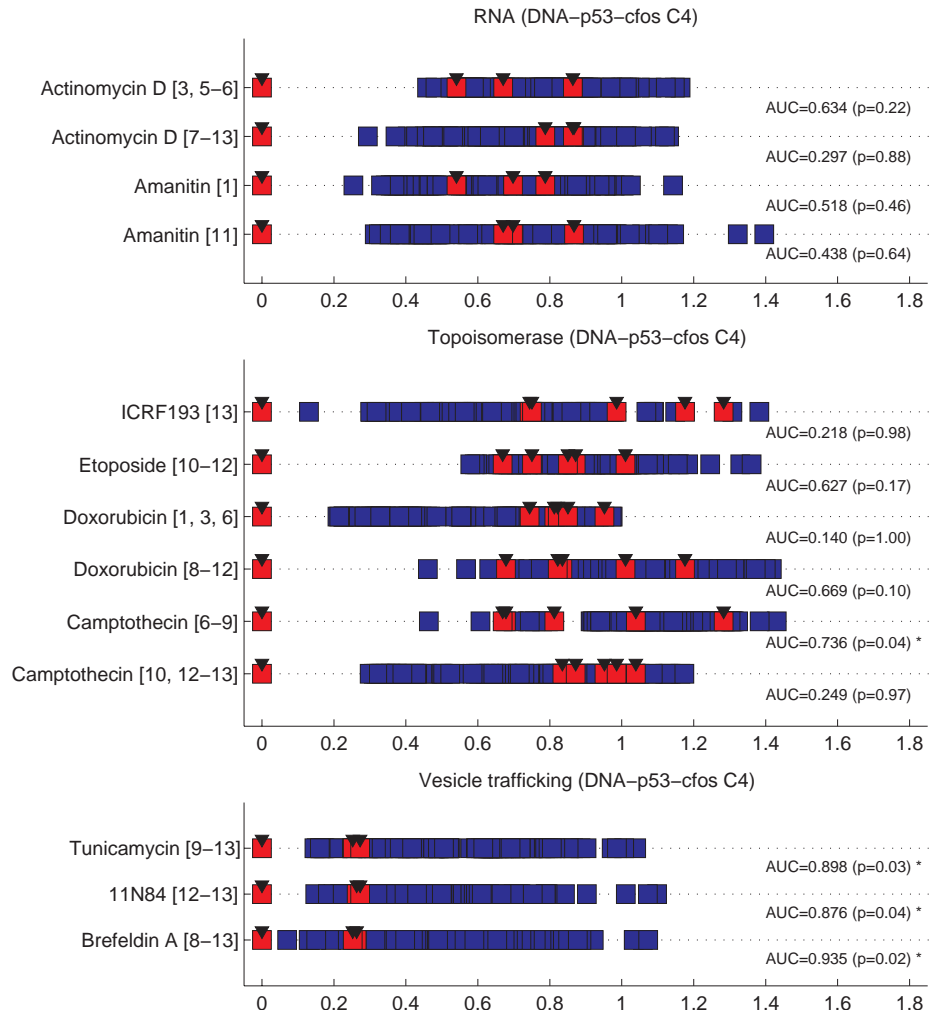 RNA (DNA−p53−cfos C4)
Actinomycin D [3, 5−6]
AUC=0.634 (p=0.22)
Actinomycin D [7−13]
AUC=0.297 (p=0.88)
Amanitin [1]
AUC=0.518 (p=0.46)
Amanitin [11]
AUC=0.438 (p=0.64)
0 0.2 0.4 0.6 0.8 1 1.2 1.4 1.6 1.8
Topoisomerase (DNA−p53−cfos C4)
ICRF193 [13]
AUC=0.218 (p=0.98)
Etoposide [10−12]
AUC=0.627 (p=0.17)
Doxorubicin [1, 3, 6]
AUC=0.140 (p=1.00)
Doxorubicin [8−12]
AUC=0.669 (p=0.10)
Camptothecin [6−9]
AUC=0.736 (p=0.04) *
Camptothecin [10, 12−13]
AUC=0.249 (p=0.97)
0 0.2 0.4 0.6 0.8 1 1.2 1.4 1.6 1.8
Vesicle trafficking (DNA−p53−cfos C4)
Tunicamycin [9−13]
AUC=0.898 (p=0.03) *
11N84 [12−13]
AUC=0.876 (p=0.04) *
Brefeldin A [8−13]
AUC=0.935 (p=0.02) *
0 0.2 0.4 0.6 0.8 1 1.2 1.4 1.6 1.8